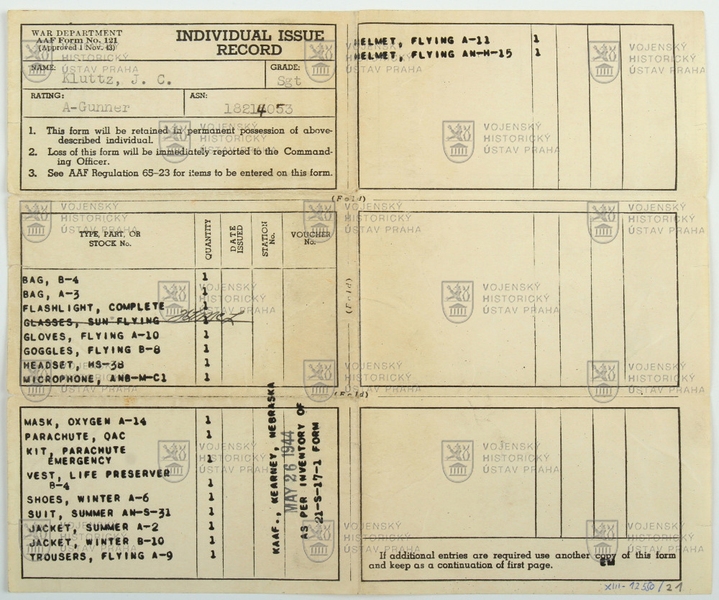 WAR DEPARTMENT
AAF Form No. 121
(Approved 1 Nov. 43)
INDIVIDUAL ISSUE
RECORD
NAME:
Kluttz, J. C.
GRADE:
Sgt
RATING:
A-Gunner
ASN:
18214053
1. This form will be retained in permanent possession of above-
described individual.
2. Loss of this form will be immediately reported to the Command-
ing Officer.
3. See AAF Regulation 65-23 for items to be entered on this form.
HELMET, FLYING A-11 1
HELMET, FLYING AN-H-15 1
(Fold)
TYPE, PART, OR
STOCK No.
QUANTITY
DATE
ISSUED
STATION
No.
VOUCHER
No.
BAG, B-4 1
BAG, A-3 1
FLASHLIGHT, COMPLETE 1
GLASSES, SUN FLYING 1
GLOVES, FLYING A-10 1
GOGGLES, FLYING B-8 1
HEADSET, HS-38 1
MICROPHONE, ANB-M-C1 1
(Fold)
(Fold)
MASK, OXYGEN A-14 1
PARACHUTE, QAC 1
KIT, PARACHUTE
EMERGENCY 1
VEST, LIFE PRESERVER
B-4 1
SHOES, WINTER A-6 1
SUIT, SUMMER AN-S-31 1
JACKET, SUMMER A-2 1
JACKET, WINTER B-10 1
TROUSERS, FLYING A-9 1
KAAF., KEARNEY, NEBRASKA
MAY 26 1944
AS PER INVENTORY OF
21-S-17-1 FORM
If additional entries are required use another copy of this form
and keep as a continuation of first page.
EW
XIII-12550/21
VOJENSKÝ
HISTORICKÝ
ÚSTAV PRAHA